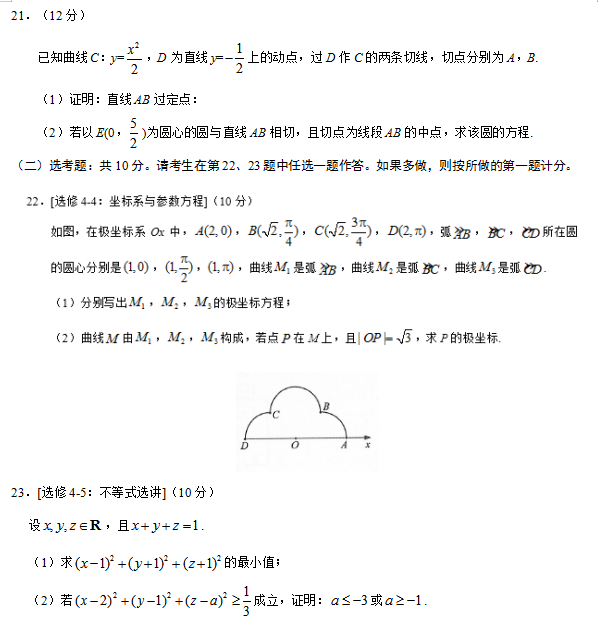 21.（12分）
已知曲线C：y=x²/2，D为直线y=−1/2上的动点，过D作C的两条切线，切点分别为A，B.
（1）证明：直线AB过定点：
（2）若以E(0，5/2)为圆心的圆与直线AB相切，且切点为线段AB的中点，求该圆的方程.
（二）选考题：共10分。请考生在第22、23题中任选一题作答。如果多做，则按所做的第一题计分。
22．[选修4-4：坐标系与参数方程]（10分）
如图，在极坐标系Ox中，A(2,0)，B(√2,π/4)，C(√2,3π/4)，D(2,π)，弧AB，BC，CD所在圆
的圆心分别是(1,0)，(1,π/2)，(1,π)，曲线M₁是弧AB，曲线M₂是弧BC，曲线M₃是弧CD.
（1）分别写出M₁，M₂，M₃的极坐标方程；
（2）曲线M由M₁，M₂，M₃构成，若点P在M上，且|OP|=√3，求P的极坐标.
C
B
D
O
A
x
23．[选修4-5：不等式选讲]（10分）
设x,y,z∈R，且x+y+z=1.
（1）求(x−1)²+(y+1)²+(z+1)²的最小值；
（2）若(x−2)²+(y−1)²+(z−a)²≥1/3成立，证明：a≤−3或a≥−1.